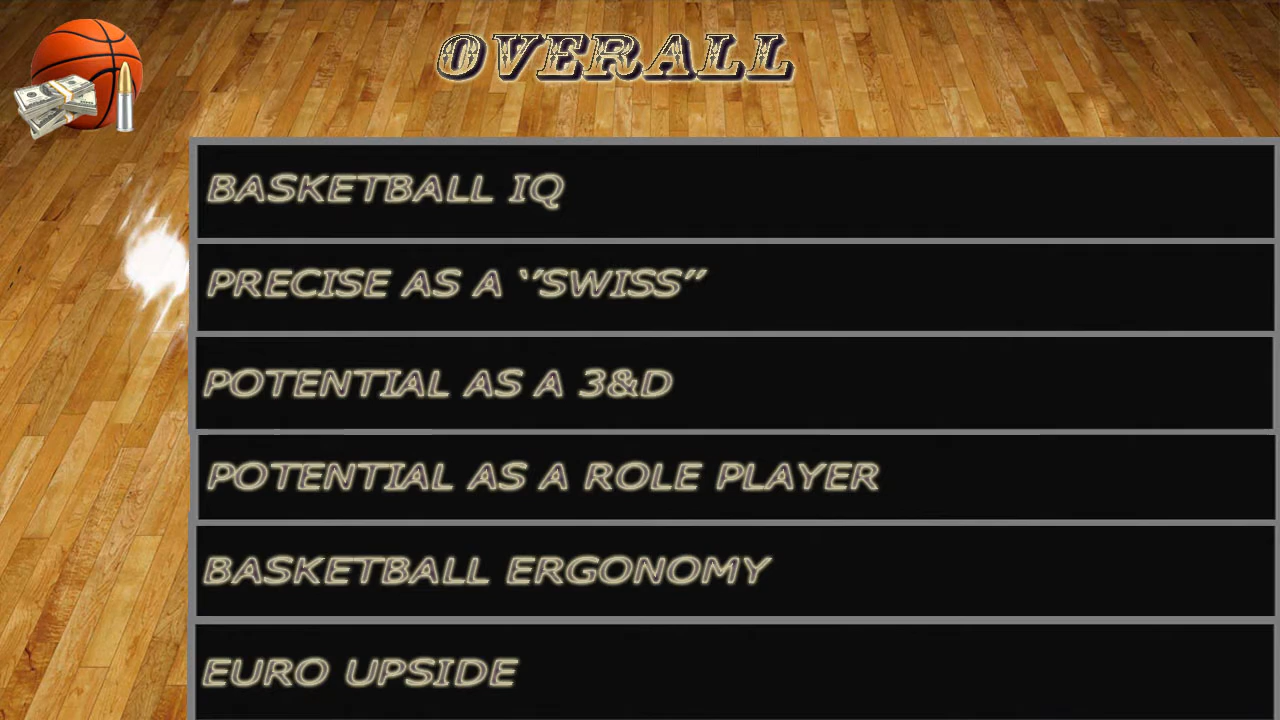 OVERALL
BASKETBALL IQ
PRECISE AS A “SWISS”
POTENTIAL AS A 3&D
POTENTIAL AS A ROLE PLAYER
BASKETBALL ERGONOMY
EURO UPSIDE